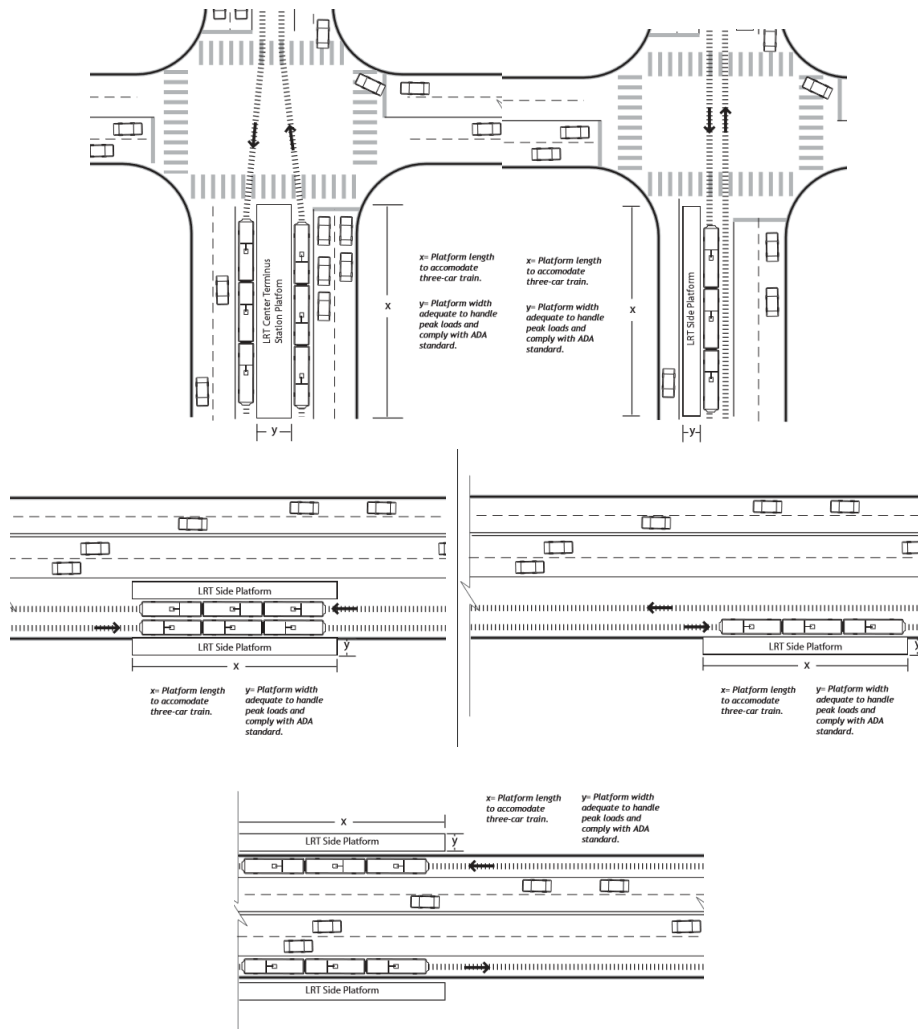 LRT Center Terminus
Station Platfom
x= Platform length
to accomodate
three-car train.
y= Platform width
adequate to handle
peak loads and
comply with ADA
standard.
x
y
x= Platform length
to accomodate
three-car train.
y= Platform width
adequate to handle
peak loads and
comply with ADA
standard.
x
LRT Side Platform
y
LRT Side Platform
LRT Side Platform
y
x
x= Platform length
to accomodate
three-car train.
y= Platform width
adequate to handle
peak loads and
comply with ADA
standard.
LRT Side Platform
y
x
x= Platform length
to accomodate
three-car train.
y= Platform width
adequate to handle
peak loads and
comply with ADA
standard.
x= Platform length
to accomodate
three-car train.
y= Platform width
adequate to handle
peak loads and
comply with ADA
standard.
x
LRT Side Platform
y
LRT Side Platform